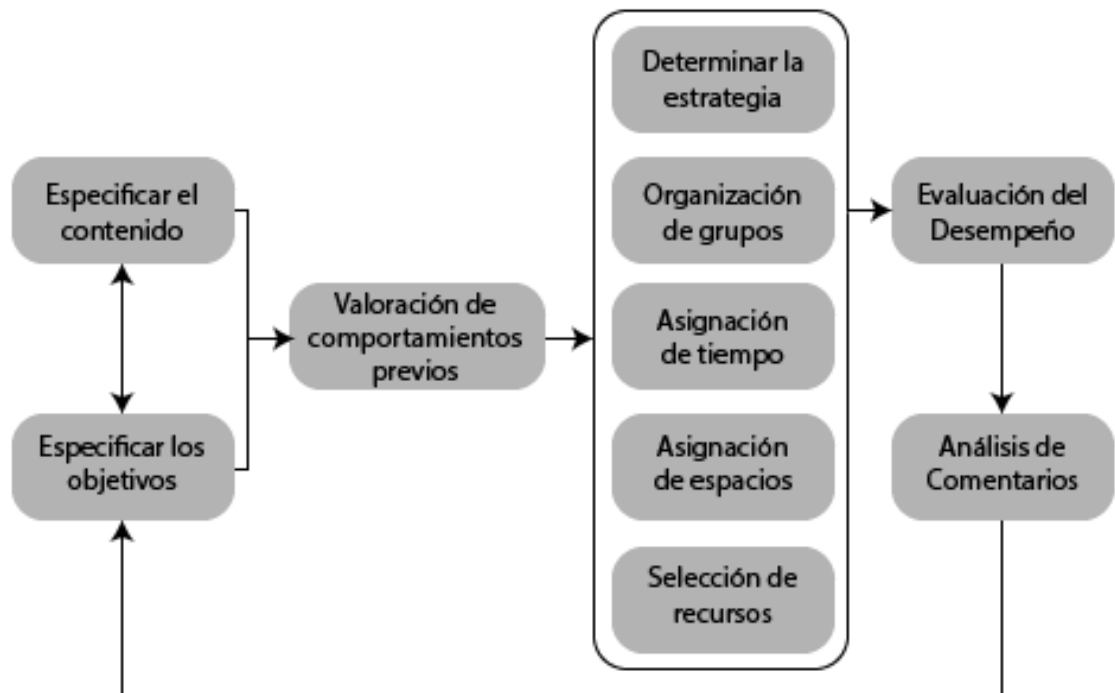 Especificar el
contenido
Especificar los
objetivos
Valoración de
comportamientos
previos
Determinar la
estrategia
Organización
de grupos
Asignación
de tiempo
Asignación
de espacios
Selección de
recursos
Evaluación del
Desempeño
Análisis de
Comentarios